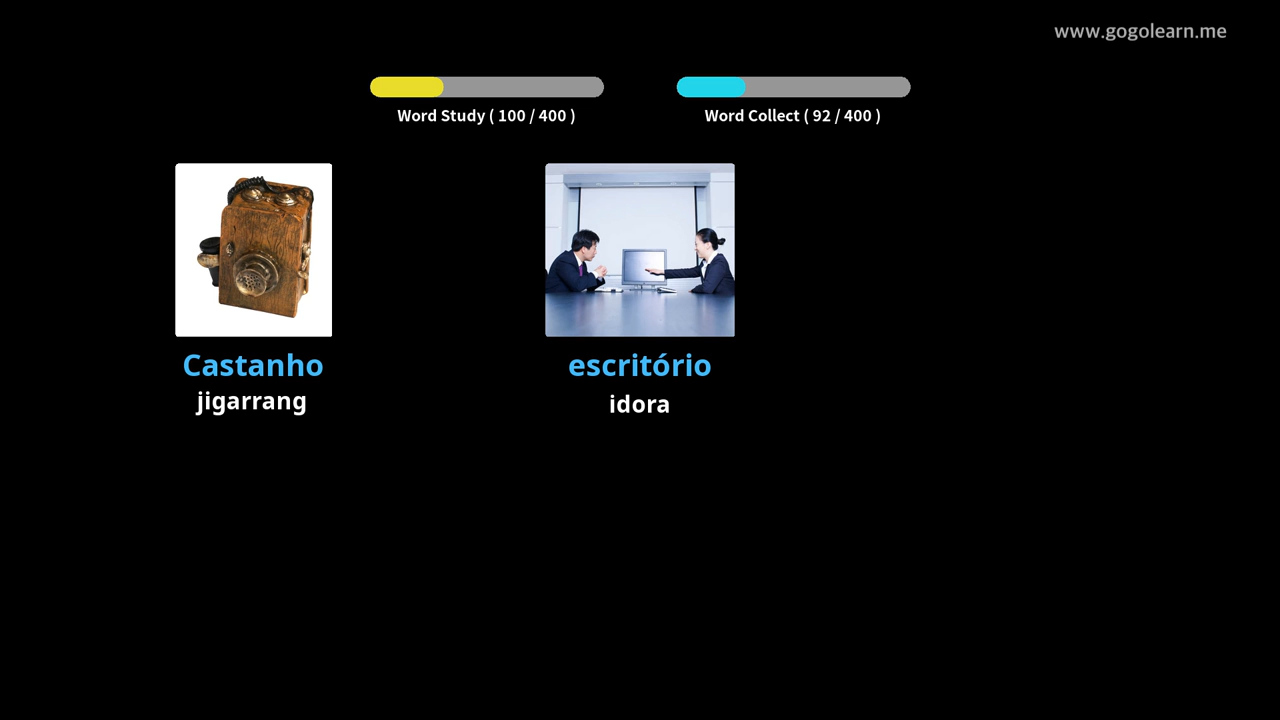 www.gogolearn.me
Word Study ( 100 / 400 )
Word Collect ( 92 / 400 )
Castanho
jigarrang
escritório
idora